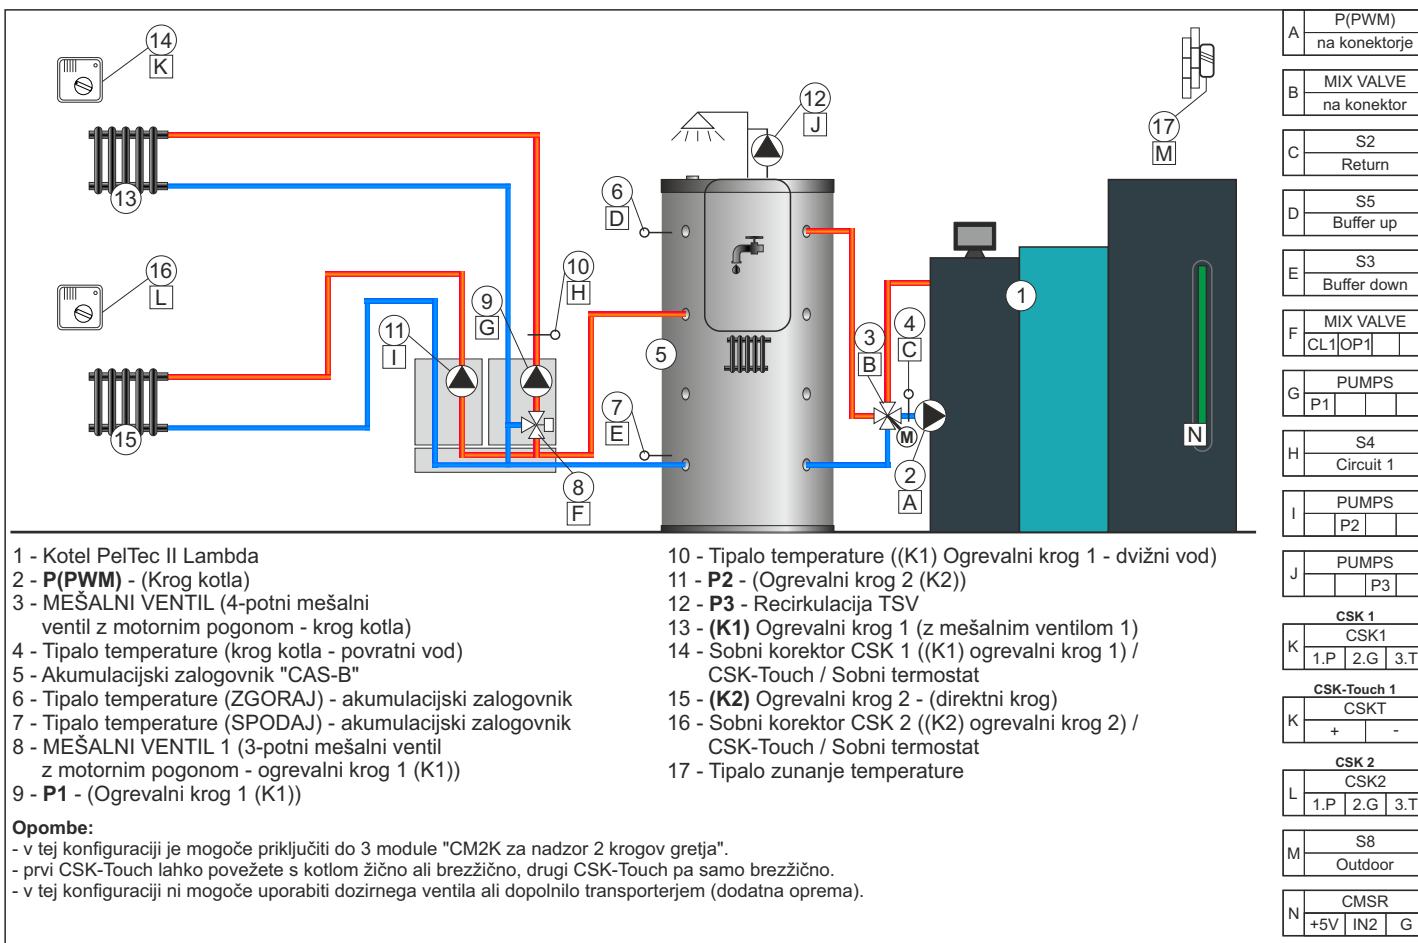 14
K
12
J
17
M
13
6
D
16
L
10
H
9
G
11
I
4
C
3
B
1
5
7
E
15
8
F
M
2
A
N
1 - Kotel PelTec II Lambda
2 - P(PWM) - (Krog kotla)
3 - MEŠALNI VENTIL (4-potni mešalni
ventil z motornim pogonom - krog kotla)
4 - Tipalo temperature (krog kotla - povratni vod)
5 - Akumulacijski zalogovnik "CAS-B"
6 - Tipalo temperature (ZGORAJ) - akumulacijski zalogovnik
7 - Tipalo temperature (SPODAJ) - akumulacijski zalogovnik
8 - MEŠALNI VENTIL 1 (3-potni mešalni ventil
z motornim pogonom - ogrevalni krog 1 (K1))
9 - P1 - (Ogrevalni krog 1 (K1))
10 - Tipalo temperature ((K1) Ogrevalni krog 1 - dvižni vod)
11 - P2 - (Ogrevalni krog 2 (K2))
12 - P3 - Recirkulacija TSV
13 - (K1) Ogrevalni krog 1 (z mešalnim ventilom 1)
14 - Sobni korektor CSK 1 ((K1) ogrevalni krog 1) /
CSK-Touch / Sobni termostat
15 - (K2) Ogrevalni krog 2 - (direktni krog)
16 - Sobni korektor CSK 2 ((K2) ogrevalni krog 2) /
CSK-Touch / Sobni termostat
17 - Tipalo zunanje temperature
Opombe:
- v tej konfiguraciji je mogoče priključiti do 3 module "CM2K za nadzor 2 krogov gretja".
- prvi CSK-Touch lahko povežete s kotlom žično ali brezžično, drugi CSK-Touch pa samo brezžično.
- v tej konfiguraciji ni mogoče uporabiti dozirnega ventila ali dopolnilo transporterjem (dodatna oprema).
A P(PWM)
na konektorje
B MIX VALVE
na konektor
C S2
Return
D S5
Buffer up
E S3
Buffer down
F MIX VALVE
CL1 OP1
G PUMPS
P1
H S4
Circuit 1
I PUMPS
P2
J PUMPS
P3
CSK 1
K CSK1
1.P 2.G 3.T
CSK-Touch 1
K CSKT
+ -
CSK 2
L CSK2
1.P 2.G 3.T
M S8
Outdoor
N CMSR
+5V IN2 G